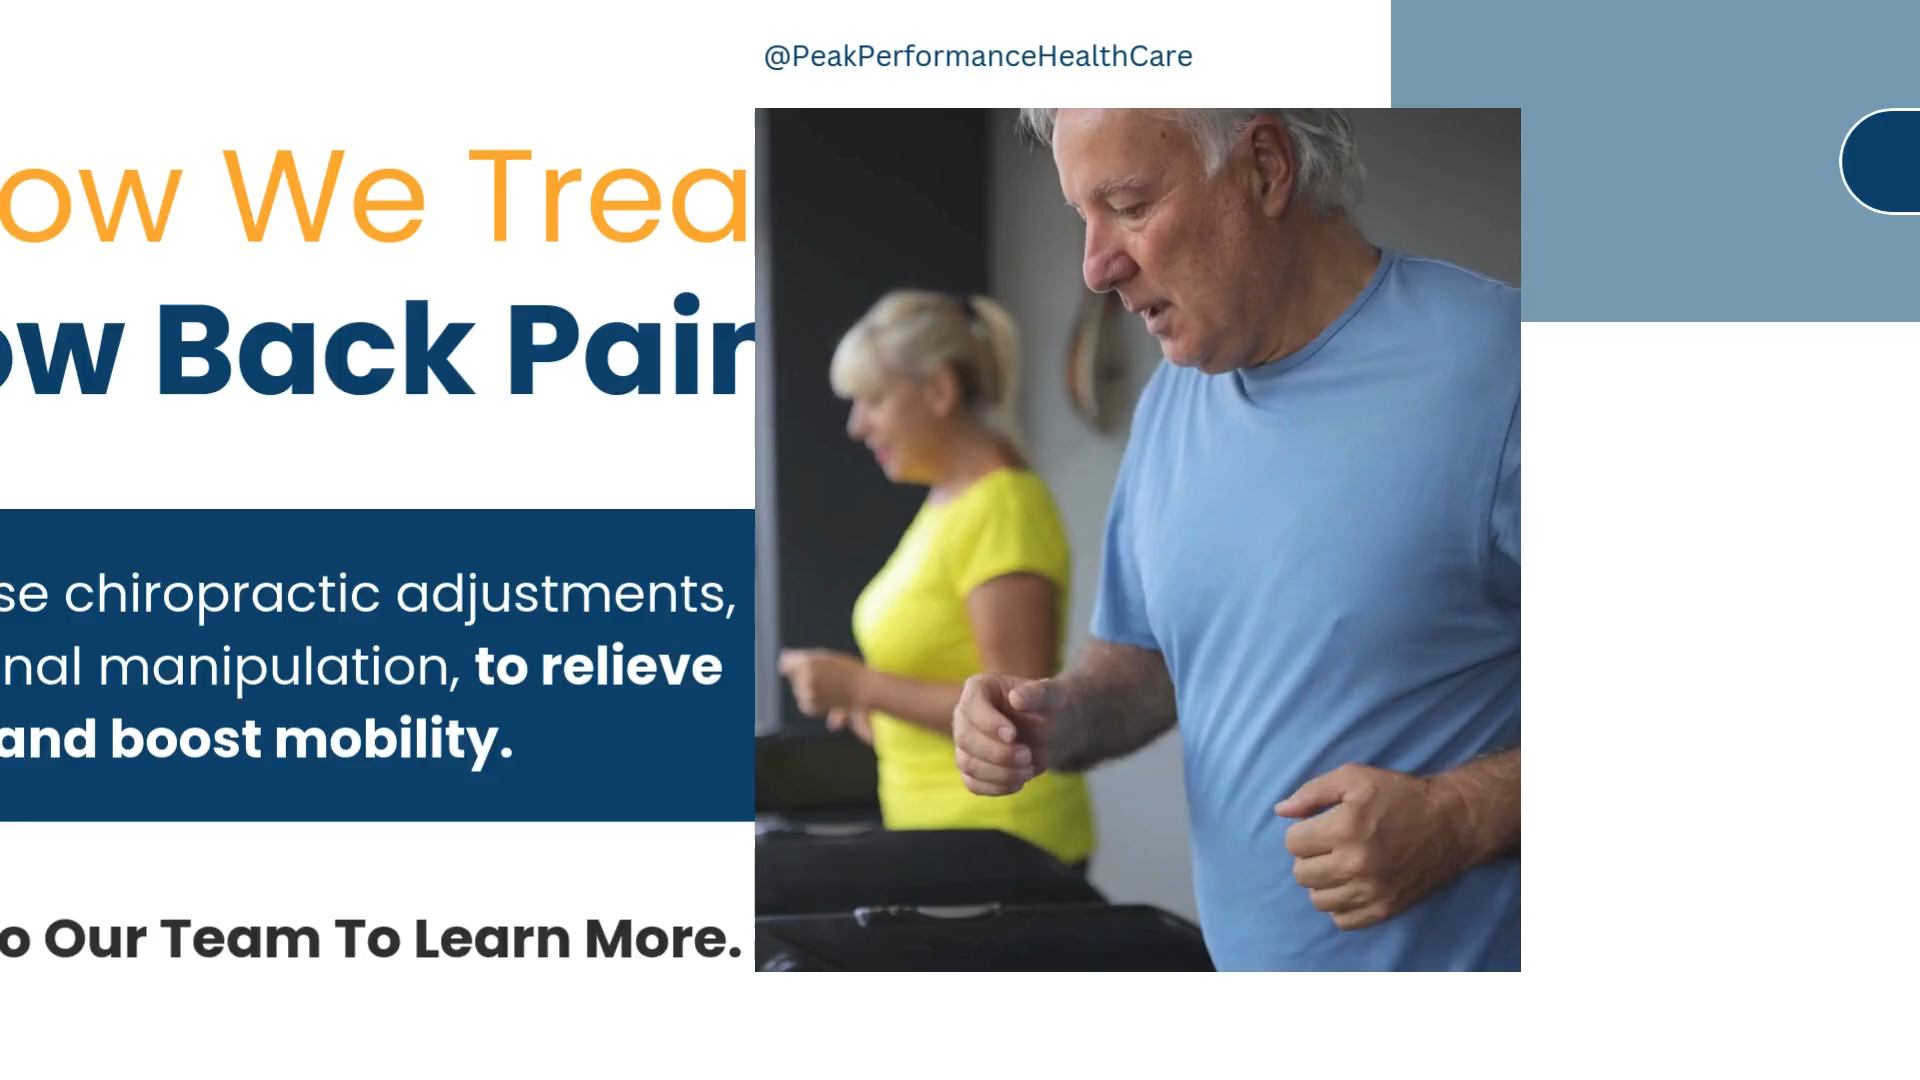 @PeakPerformanceHealthCare
ow We Trea
ow Back Pain
se chiropractic adjustments,
nal manipulation, to relieve
and boost mobility.
o Our Team To Learn More.